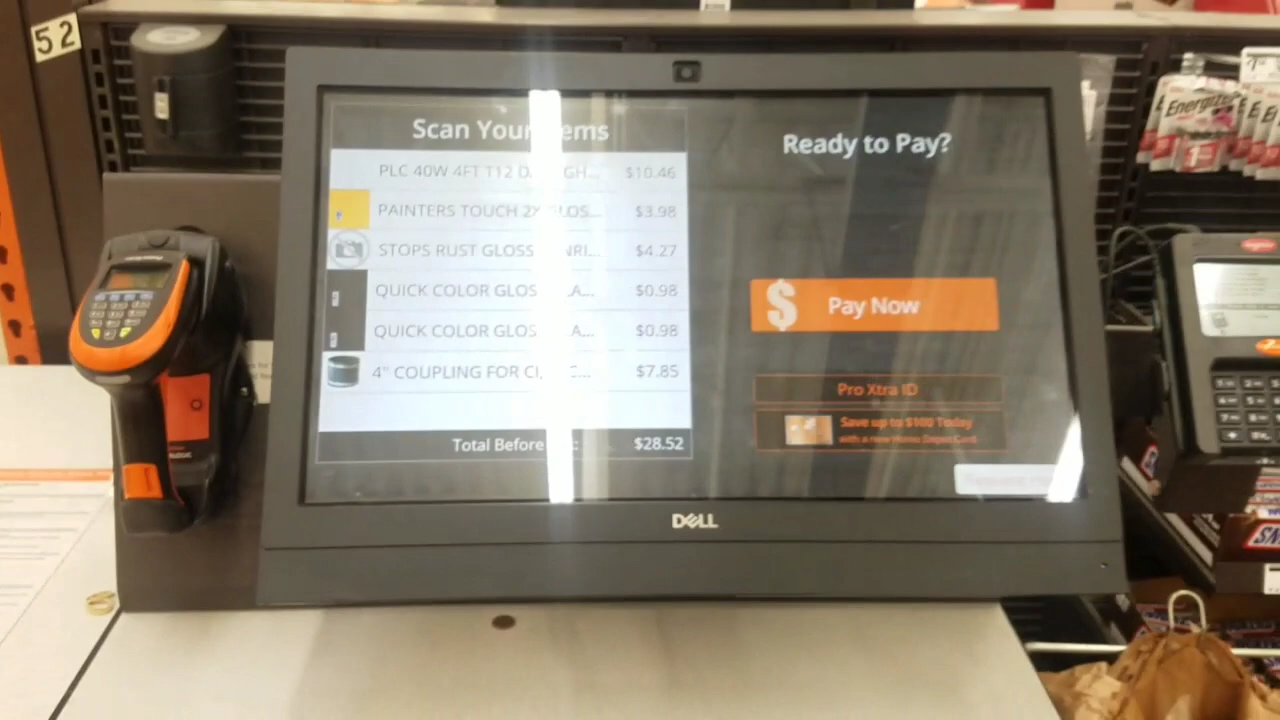 52
Scan Your ems
Ready to Pay?
PLC 40W 4FT T12 D GH... $10.46
PAINTERS TOUCH 2X LOS... $3.98
STOPS RUST GLOSS NRI... $4.27
QUICK COLOR GLOS A... $0.98
QUICK COLOR GLOS A... $0.98
4" COUPLING FOR CI, C... $7.85
Total Before : $28.52
$ Pay Now
Pro Xtra ID
Save up to $100 Today
with a new Home Depot Card
DELL
Energizer